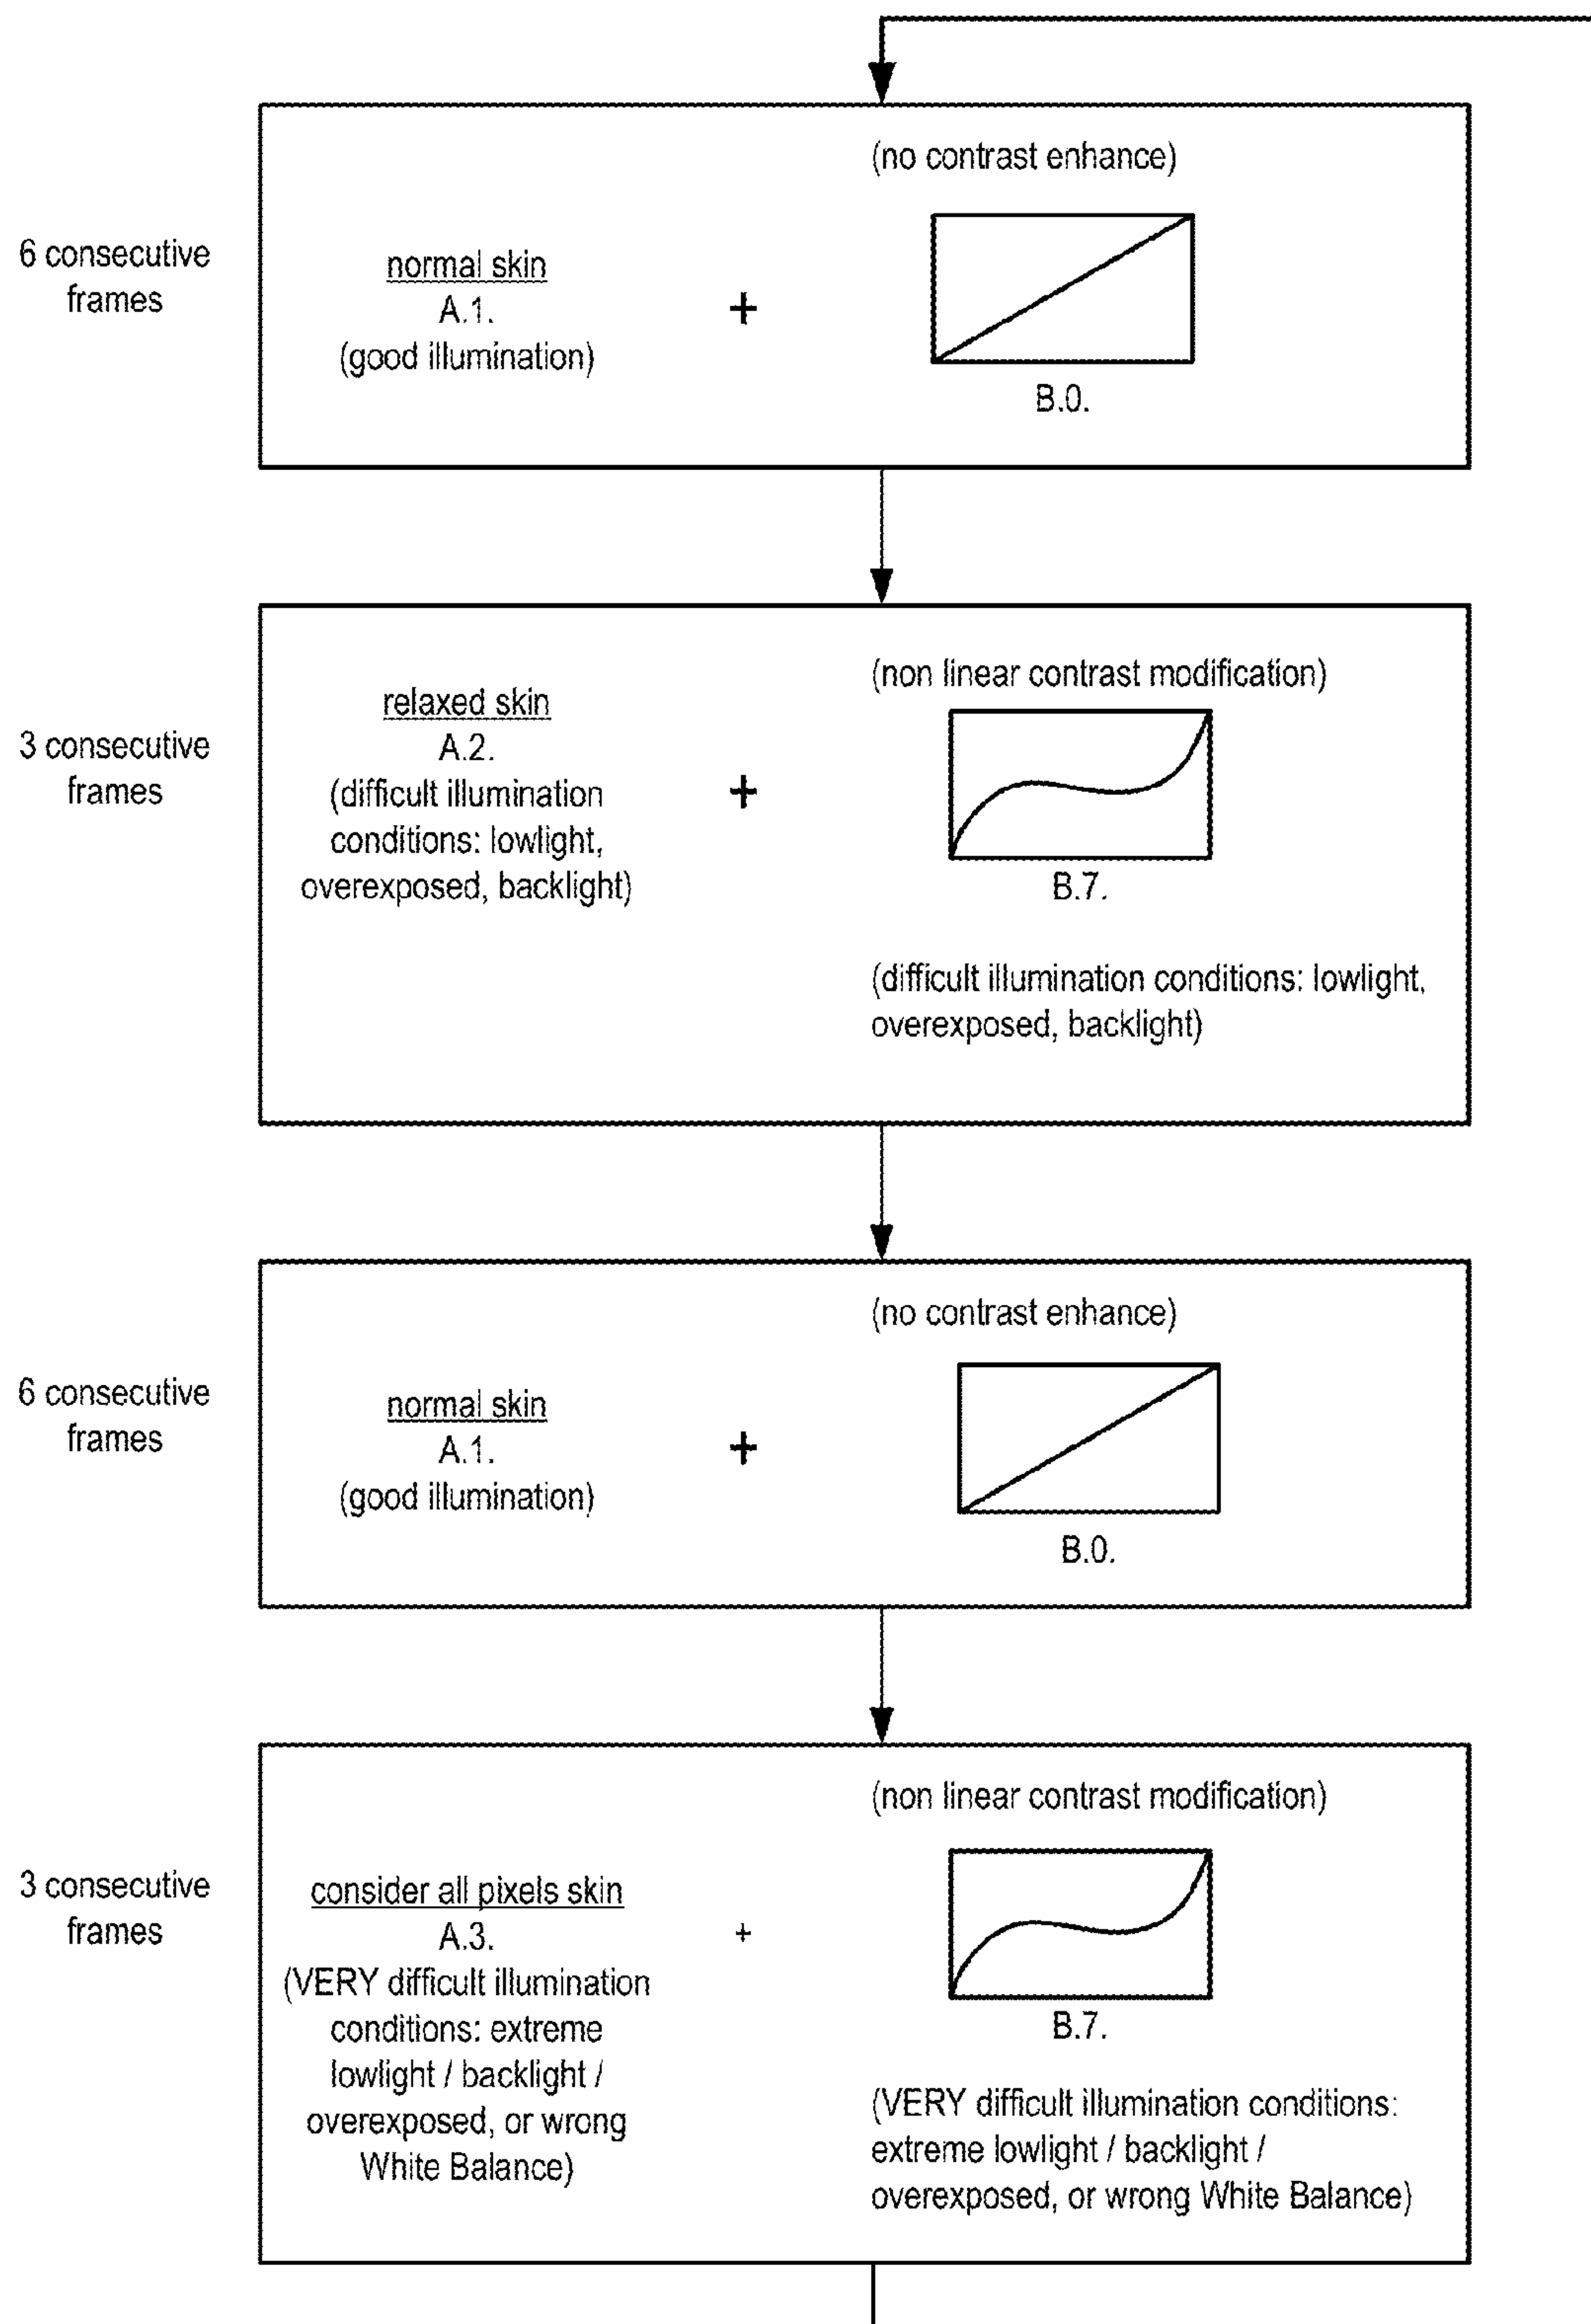 (no contrast enhance)
6 consecutive
frames
normal skin
A.1.
(good illumination)
+
B.0.
3 consecutive
frames
relaxed skin
A.2.
(difficult illumination
conditions: lowlight,
overexposed, backlight)
+
(non linear contrast modification)
B.7.
(difficult illumination conditions: lowlight,
overexposed, backlight)
6 consecutive
frames
normal skin
A.1.
(good illumination)
+
(no contrast enhance)
B.0.
3 consecutive
frames
consider all pixels skin
A.3.
(VERY difficult illumination
conditions: extreme
lowlight / backlight /
overexposed, or wrong
White Balance)
+
(non linear contrast modification)
B.7.
(VERY difficult illumination conditions:
extreme lowlight / backlight /
overexposed, or wrong White Balance)